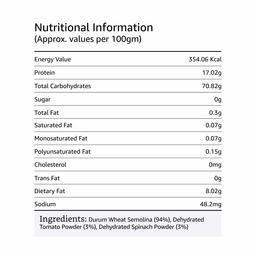 Nutritional Information
(Approx. values per 100gm)
Energy Value 354.06 Kcal
Protein 17.02g
Total Carbohydrates 70.82g
Sugar 0g
Total Fat 0.3g
Saturated Fat 0.07g
Monosaturated Fat 0.07g
Polyunsaturated Fat 0.15g
Cholesterol 0mg
Trans Fat 0g
Dietary Fat 8.02g
Sodium 48.2mg
Ingredients: Durum Wheat Semolina (94%), Dehydrated
Tomato Powder (3%), Dehydrated Spinach Powder (3%)